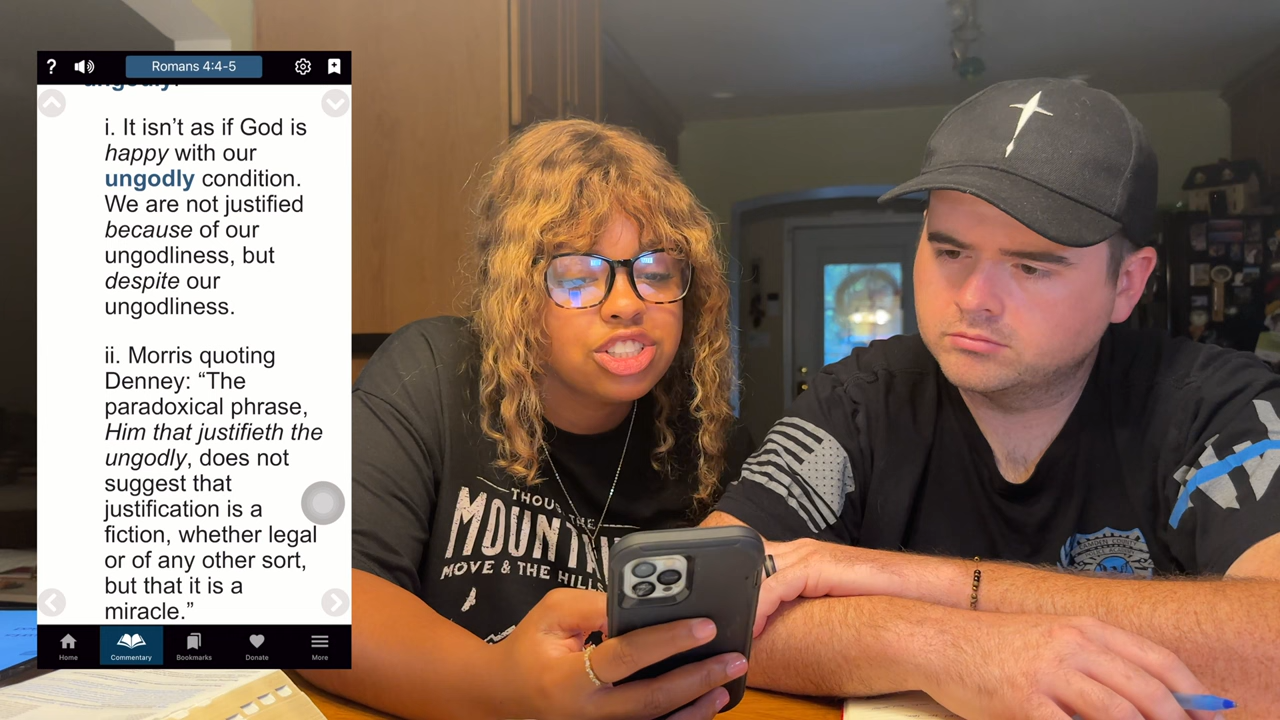 ?
Romans 4:4-5
ungodly.
i. It isn’t as if God is
happy with our
ungodly condition.
We are not justified
because of our
ungodliness, but
despite our
ungodliness.
ii. Morris quoting
Denney: “The
paradoxical phrase,
Him that justifieth the
ungodly, does not
suggest that
justification is a
fiction, whether legal
or of any other sort,
but that it is a
miracle.”
Home Commentary Bookmarks Donate More
THE
MOVE & THE HILLS